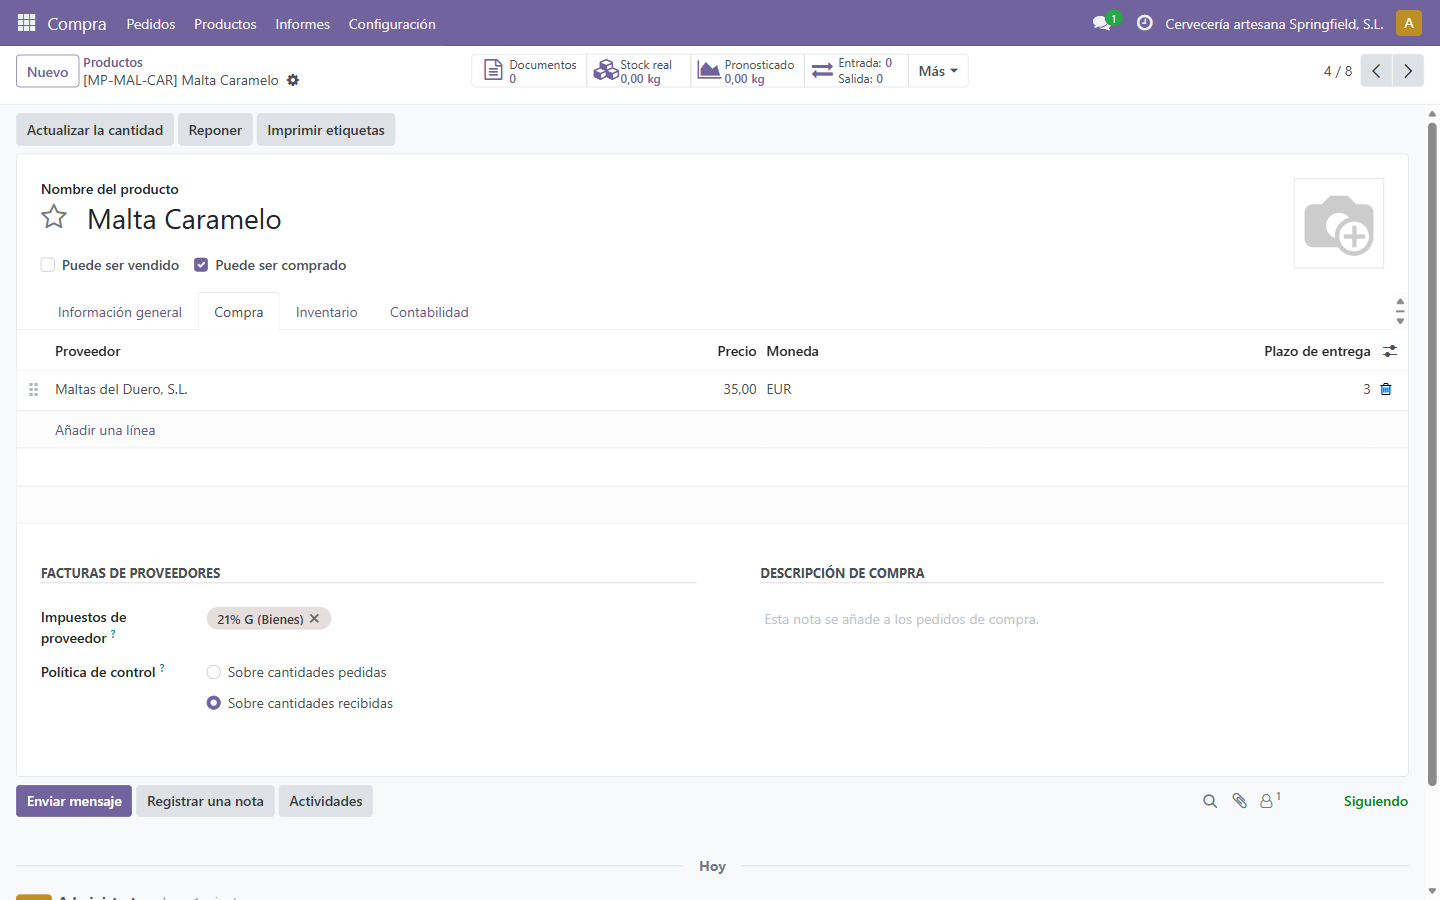 Compra Pedidos Productos Informes Configuración 1 Cervecería artesana Springfield, S.L. A
Nuevo
Productos
[MP-MAL-CAR] Malta Caramelo
Documentos
0
Stock real
0,00 kg
Pronosticado
0,00 kg
Entrada: 0
Salida: 0
Más
4 / 8
Actualizar la cantidad Reponer Imprimir etiquetas
Nombre del producto
Malta Caramelo
Puede ser vendido Puede ser comprado
Información general Compra Inventario Contabilidad
Proveedor Precio Moneda Plazo de entrega
Maltas del Duero, S.L. 35,00 EUR 3
Añadir una línea
FACTURAS DE PROVEEDORES
Impuestos de
proveedor ?
21% G (Bienes)
Política de control ?
Sobre cantidades pedidas
Sobre cantidades recibidas
DESCRIPCIÓN DE COMPRA
Esta nota se añade a los pedidos de compra.
Enviar mensaje Registrar una nota Actividades 1 Siguiendo
Hoy